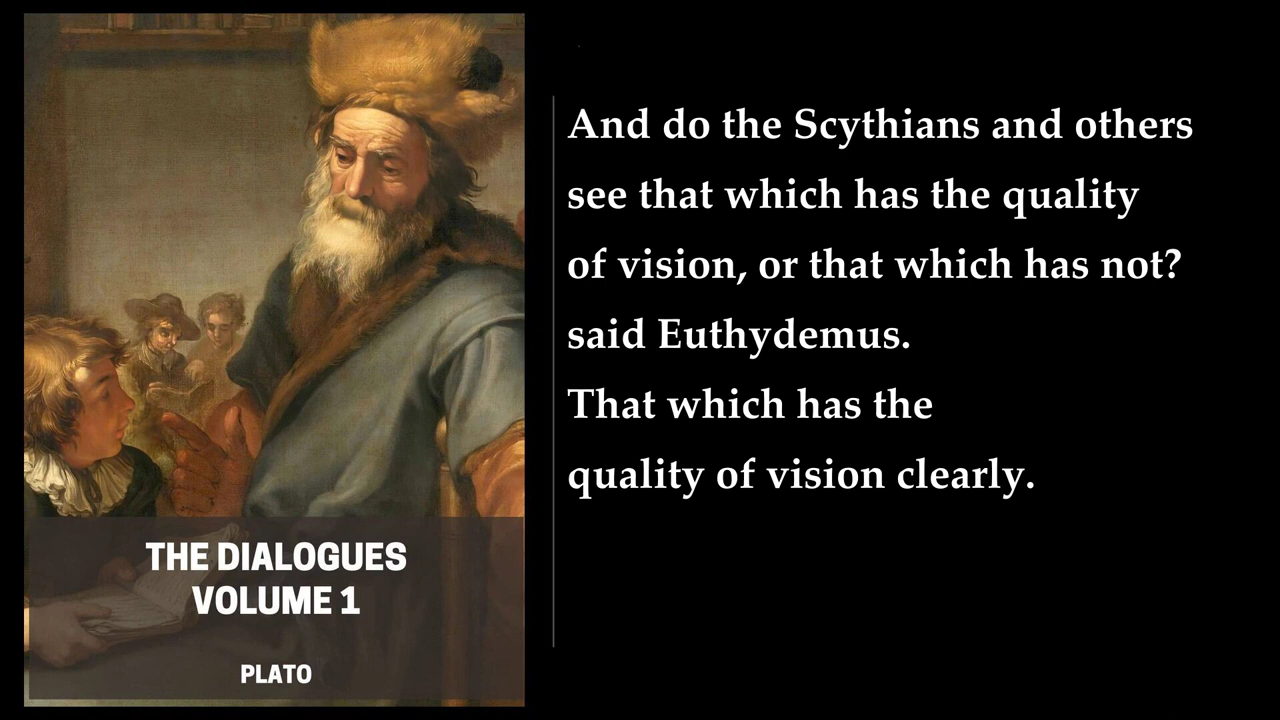 THE DIALOGUES
VOLUME 1
PLATO
And do the Scythians and others
see that which has the quality
of vision, or that which has not?
said Euthydemus.
That which has the
quality of vision clearly.